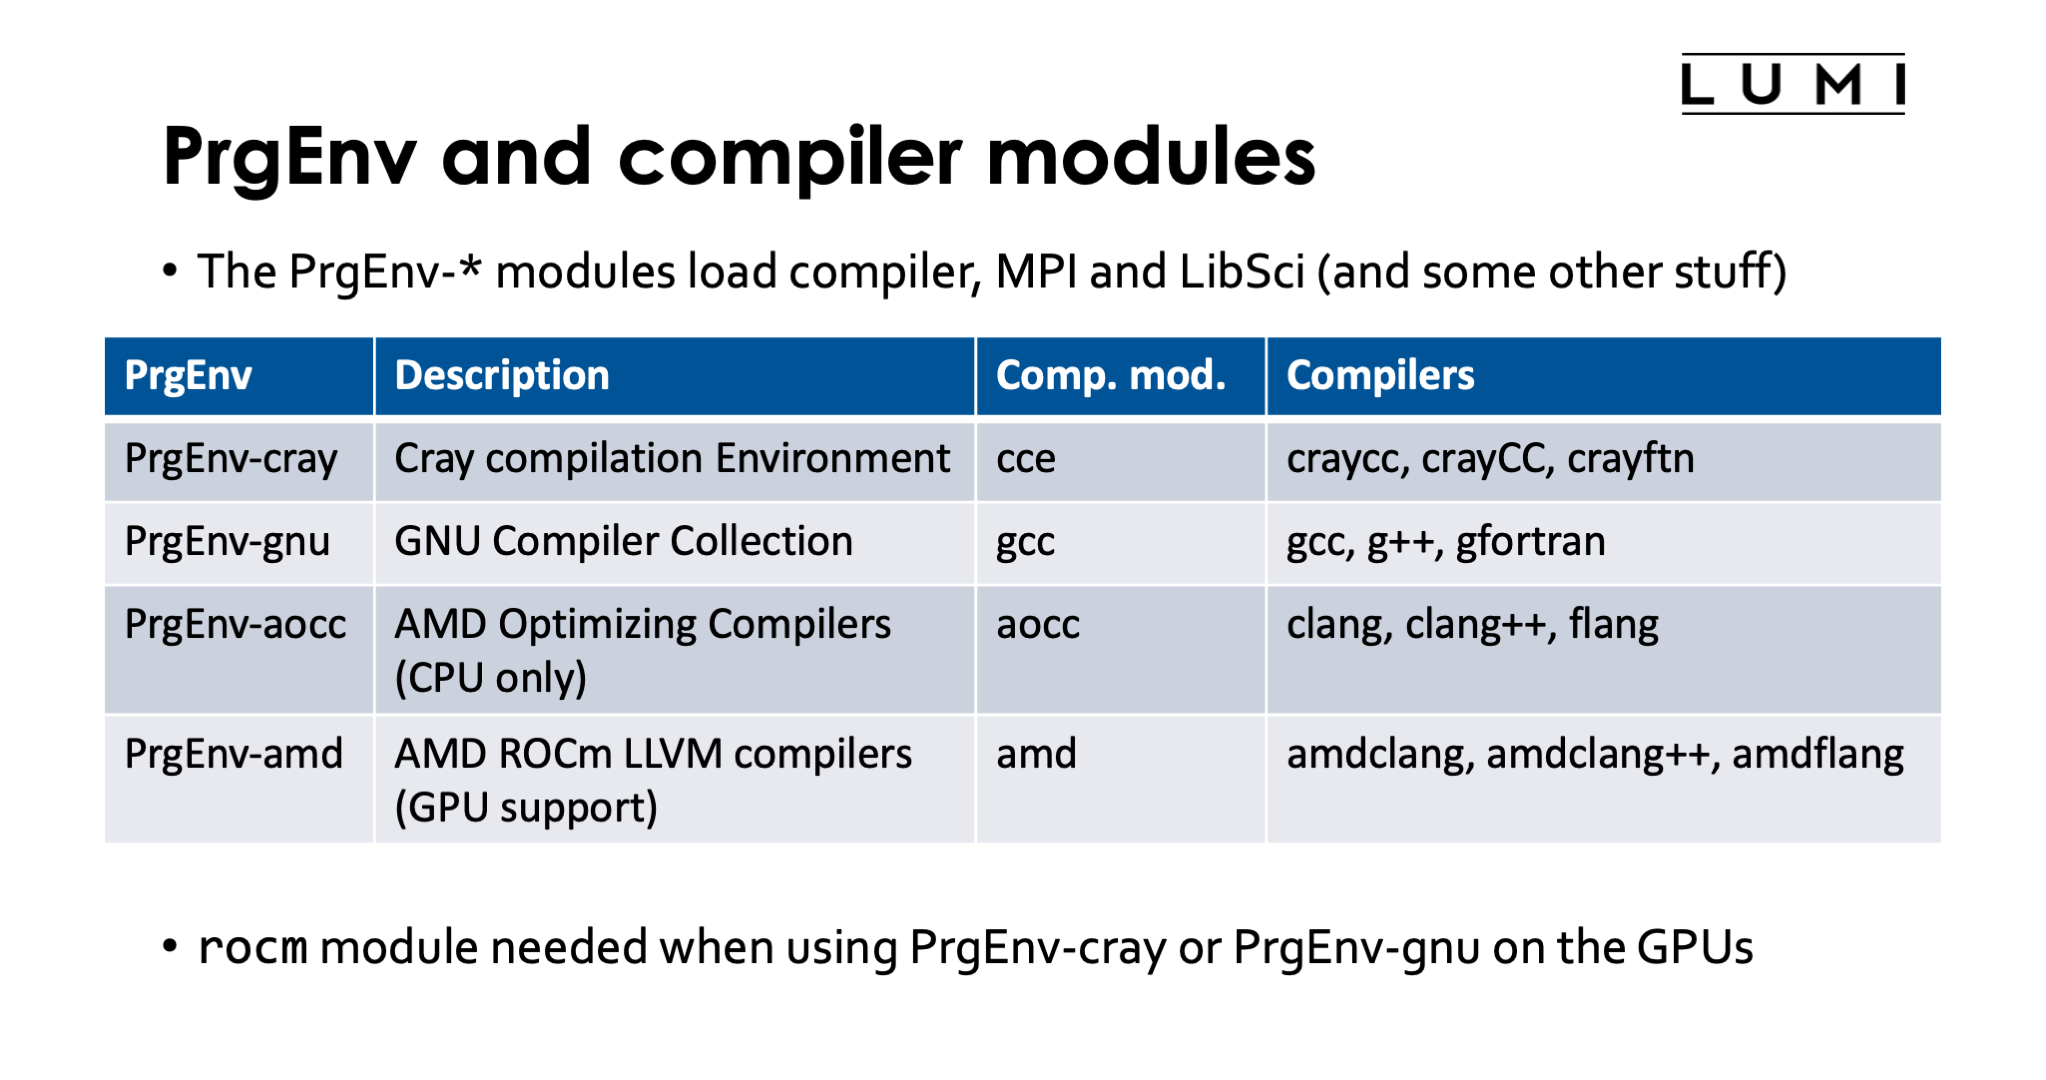 LUMI
PrgEnv and compiler modules
• The PrgEnv-* modules load compiler, MPI and LibSci (and some other stuff)
PrgEnv Description Comp. mod. Compilers
PrgEnv-cray Cray compilation Environment cce craycc, crayCC, crayftn
PrgEnv-gnu GNU Compiler Collection gcc gcc, g++, gfortran
PrgEnv-aocc AMD Optimizing Compilers aocc clang, clang++, flang
(CPU only)
PrgEnv-amd AMD ROCm LLVM compilers amd amdclang, amdclang++, amdflang
(GPU support)
• rocm module needed when using PrgEnv-cray or PrgEnv-gnu on the GPUs